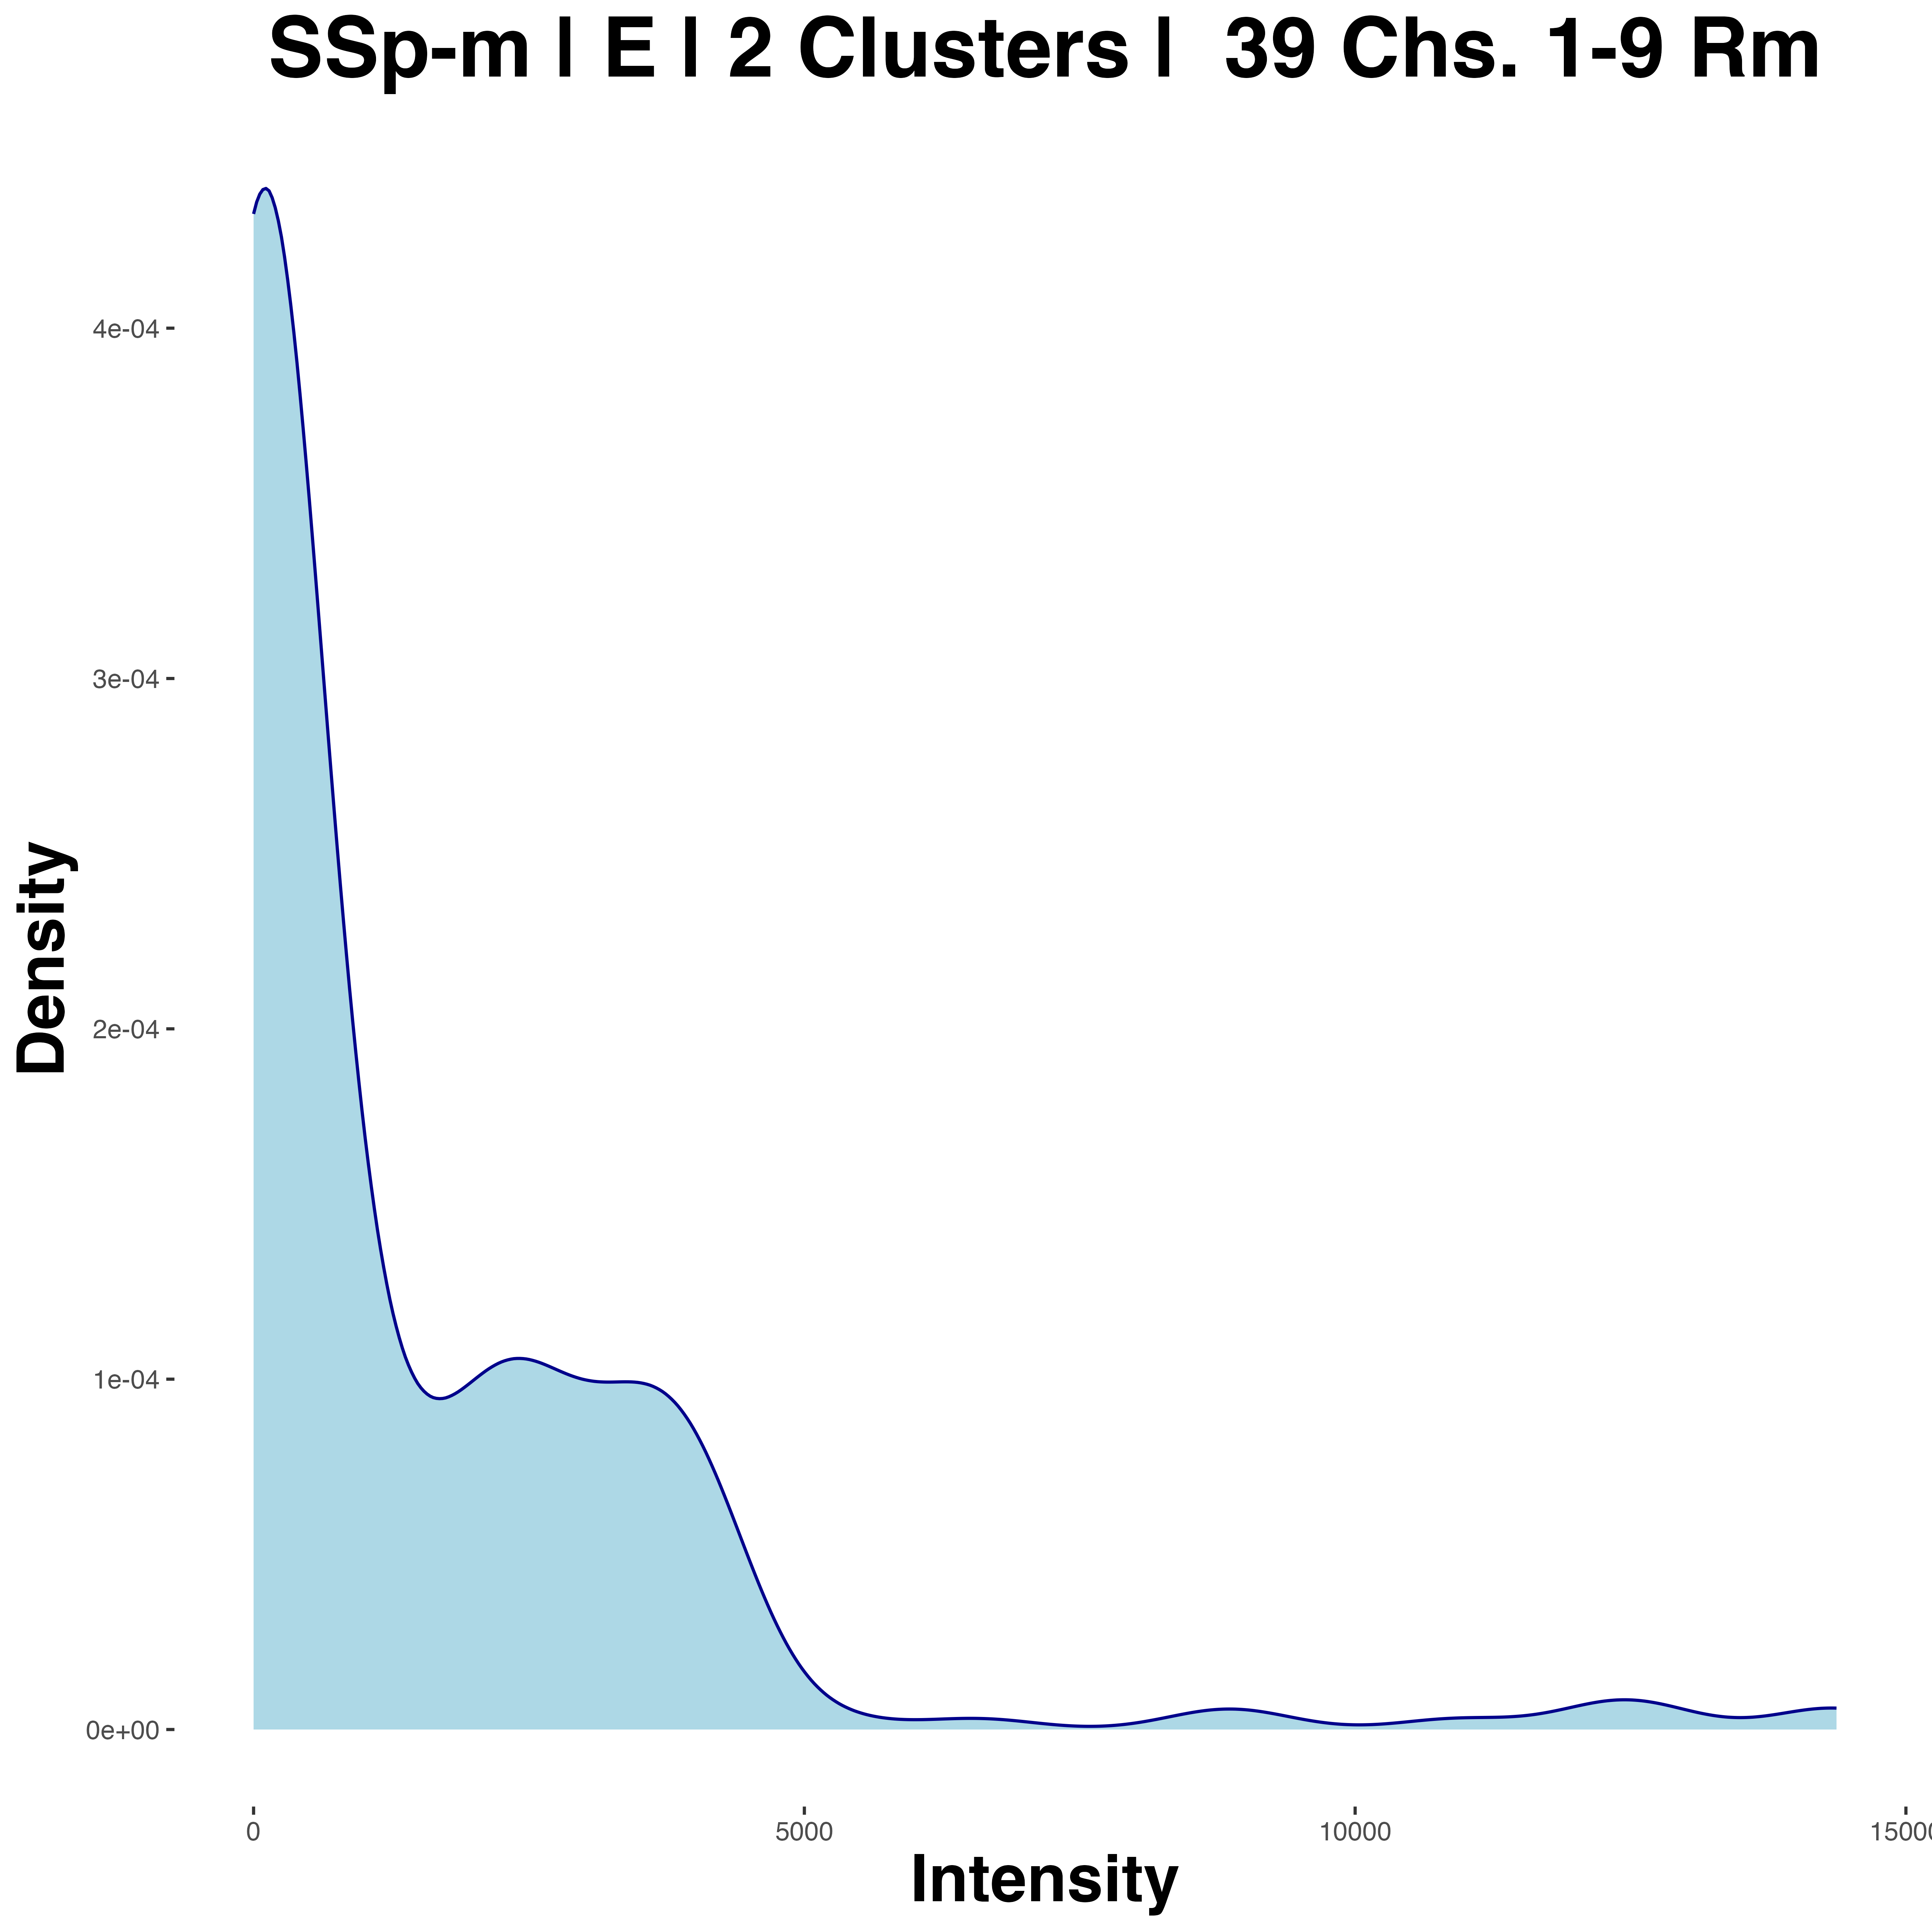 SSp-m | E | 2 Clusters | 39 Chs. 1-9 Rm
4e-04
3e-04
2e-04
1e-04
0e+00
Density
0 5000 10000
Intensity